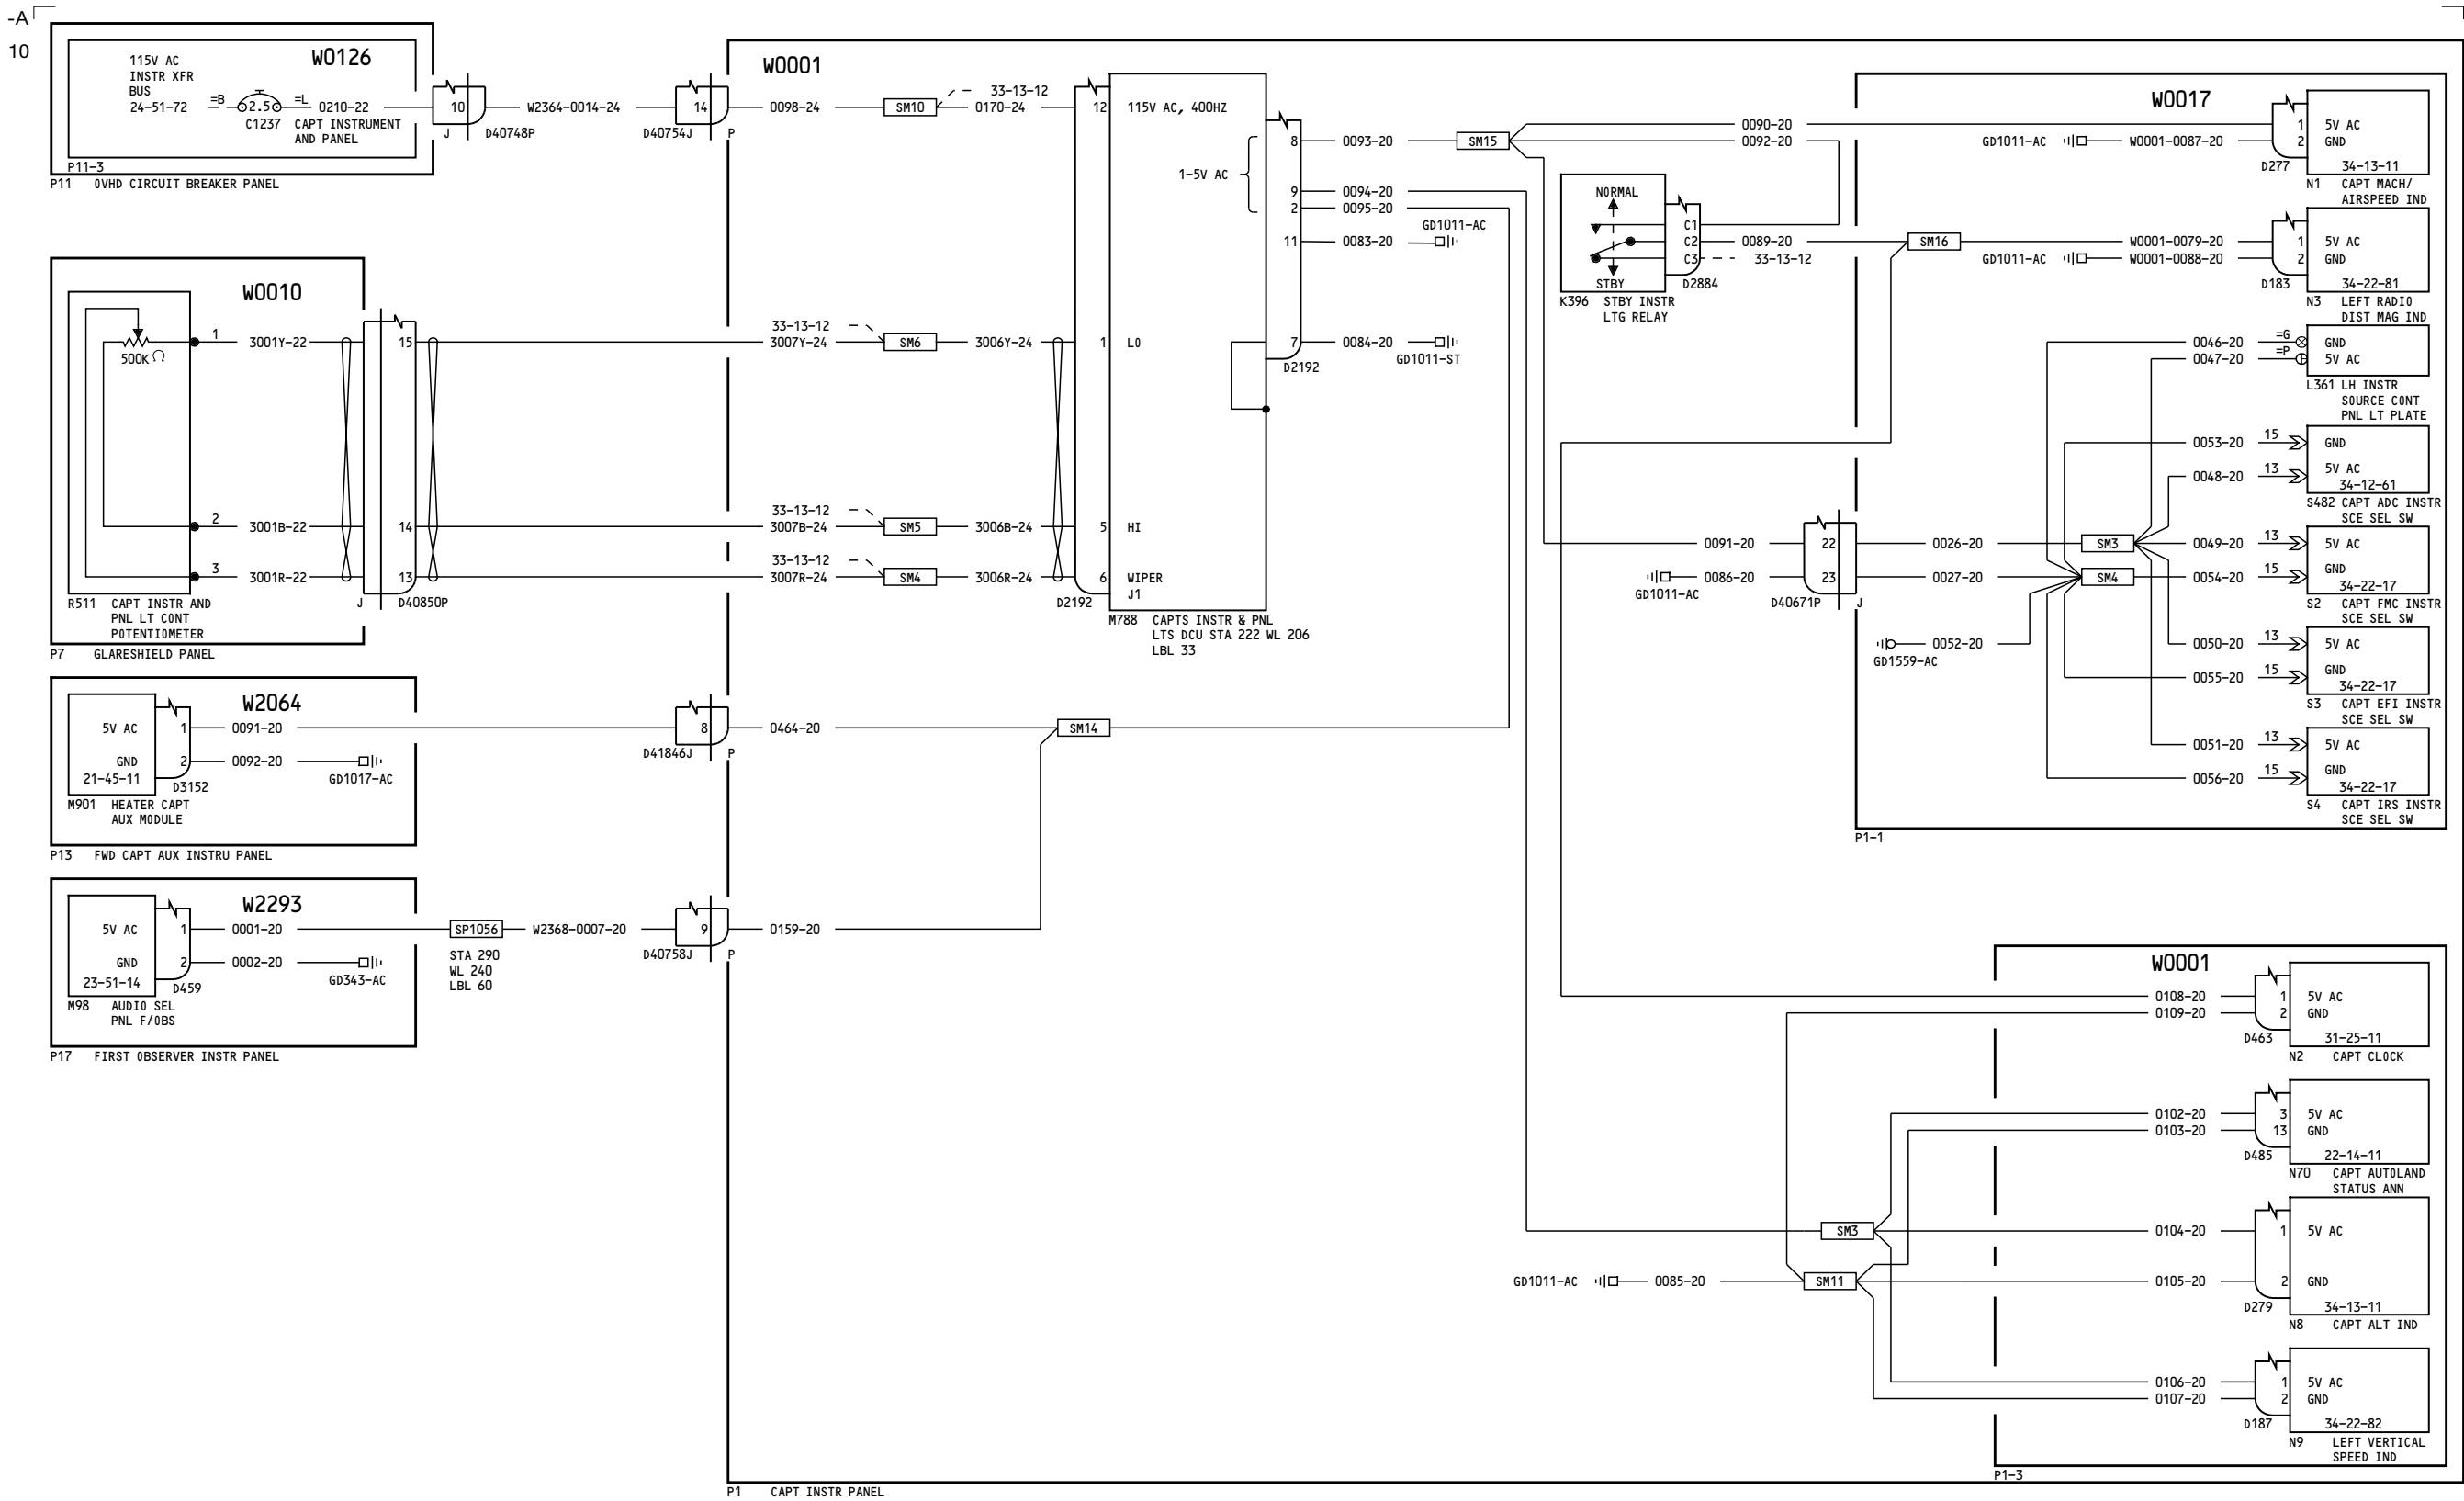 -A
10
W0126
115V AC
INSTR XFR
BUS
24-51-72
=B
2.5
=L
0210-22
C1237
CAPT INSTRUMENT
AND PANEL
P11-3
P11 OVHD CIRCUIT BREAKER PANEL
10
J
D40748P
W2364-0014-24
14
D40754J
P
W0001
0098-24
SM10
33-13-12
0170-24
12
115V AC, 400HZ
1-5V AC
8
9
2
11
7
D2192
0093-20
0094-20
0095-20
GD1011-AC
0083-20
0084-20
GD1011-ST
SM15
0090-20
0092-20
NORMAL
STBY
C1
C2
C3
D2884
K396 STBY INSTR
LTG RELAY
0089-20
33-13-12
SM16
W0010
500K Ω
1
3001Y-22
2
3001B-22
3
3001R-22
15
14
13
J
D40850P
R511 CAPT INSTR AND
PNL LT CONT
POTENTIOMETER
P7 GLARESHIELD PANEL
33-13-12
3007Y-24
SM6
3006Y-24
1
LO
33-13-12
3007B-24
SM5
3006B-24
5
HI
33-13-12
3007R-24
SM4
3006R-24
6
WIPER
J1
D2192
M788 CAPTS INSTR & PNL
LTS DCU STA 222 WL 206
LBL 33
W2064
5V AC
1
0091-20
GND
2
0092-20
21-45-11
D3152
GD1017-AC
M901 HEATER CAPT
AUX MODULE
P13 FWD CAPT AUX INSTRU PANEL
8
D41846J
P
0464-20
SM14
W2293
5V AC
1
0001-20
GND
2
0002-20
23-51-14
D459
GD343-AC
M98 AUDIO SEL
PNL F/OBS
P17 FIRST OBSERVER INSTR PANEL
SP1056
STA 290
WL 240
LBL 60
W2368-0007-20
9
D40758J
P
0159-20
W0017
GD1011-AC
W0001-0087-20
1
2
5V AC
GND
D277
34-13-11
N1 CAPT MACH/
AIRSPEED IND
W0001-0079-20
GD1011-AC
W0001-0088-20
1
2
5V AC
GND
D183
34-22-81
N3 LEFT RADIO
DIST MAG IND
0046-20
=G
GND
0047-20
=P
5V AC
L361 LH INSTR
SOURCE CONT
PNL LT PLATE
0053-20
15
GND
0048-20
13
5V AC
34-12-61
S482 CAPT ADC INSTR
SCE SEL SW
0091-20
22
0026-20
SM3
0049-20
13
5V AC
GD1011-AC
0086-20
23
0027-20
SM4
0054-20
15
GND
34-22-17
D40671P
J
S2 CAPT FMC INSTR
SCE SEL SW
GD1559-AC
0052-20
0050-20
13
5V AC
0055-20
15
GND
34-22-17
S3 CAPT EFI INSTR
SCE SEL SW
0051-20
13
5V AC
0056-20
15
GND
34-22-17
S4 CAPT IRS INSTR
SCE SEL SW
P1-1
W0001
0108-20
1
5V AC
0109-20
2
GND
D463
31-25-11
N2 CAPT CLOCK
0102-20
3
5V AC
0103-20
13
GND
D485
22-14-11
N70 CAPT AUTOLAND
STATUS ANN
SM3
0104-20
1
5V AC
GD1011-AC
0085-20
SM11
0105-20
2
GND
D279
34-13-11
N8 CAPT ALT IND
0106-20
1
5V AC
0107-20
2
GND
D187
34-22-82
N9 LEFT VERTICAL
SPEED IND
P1-3
P1 CAPT INSTR PANEL